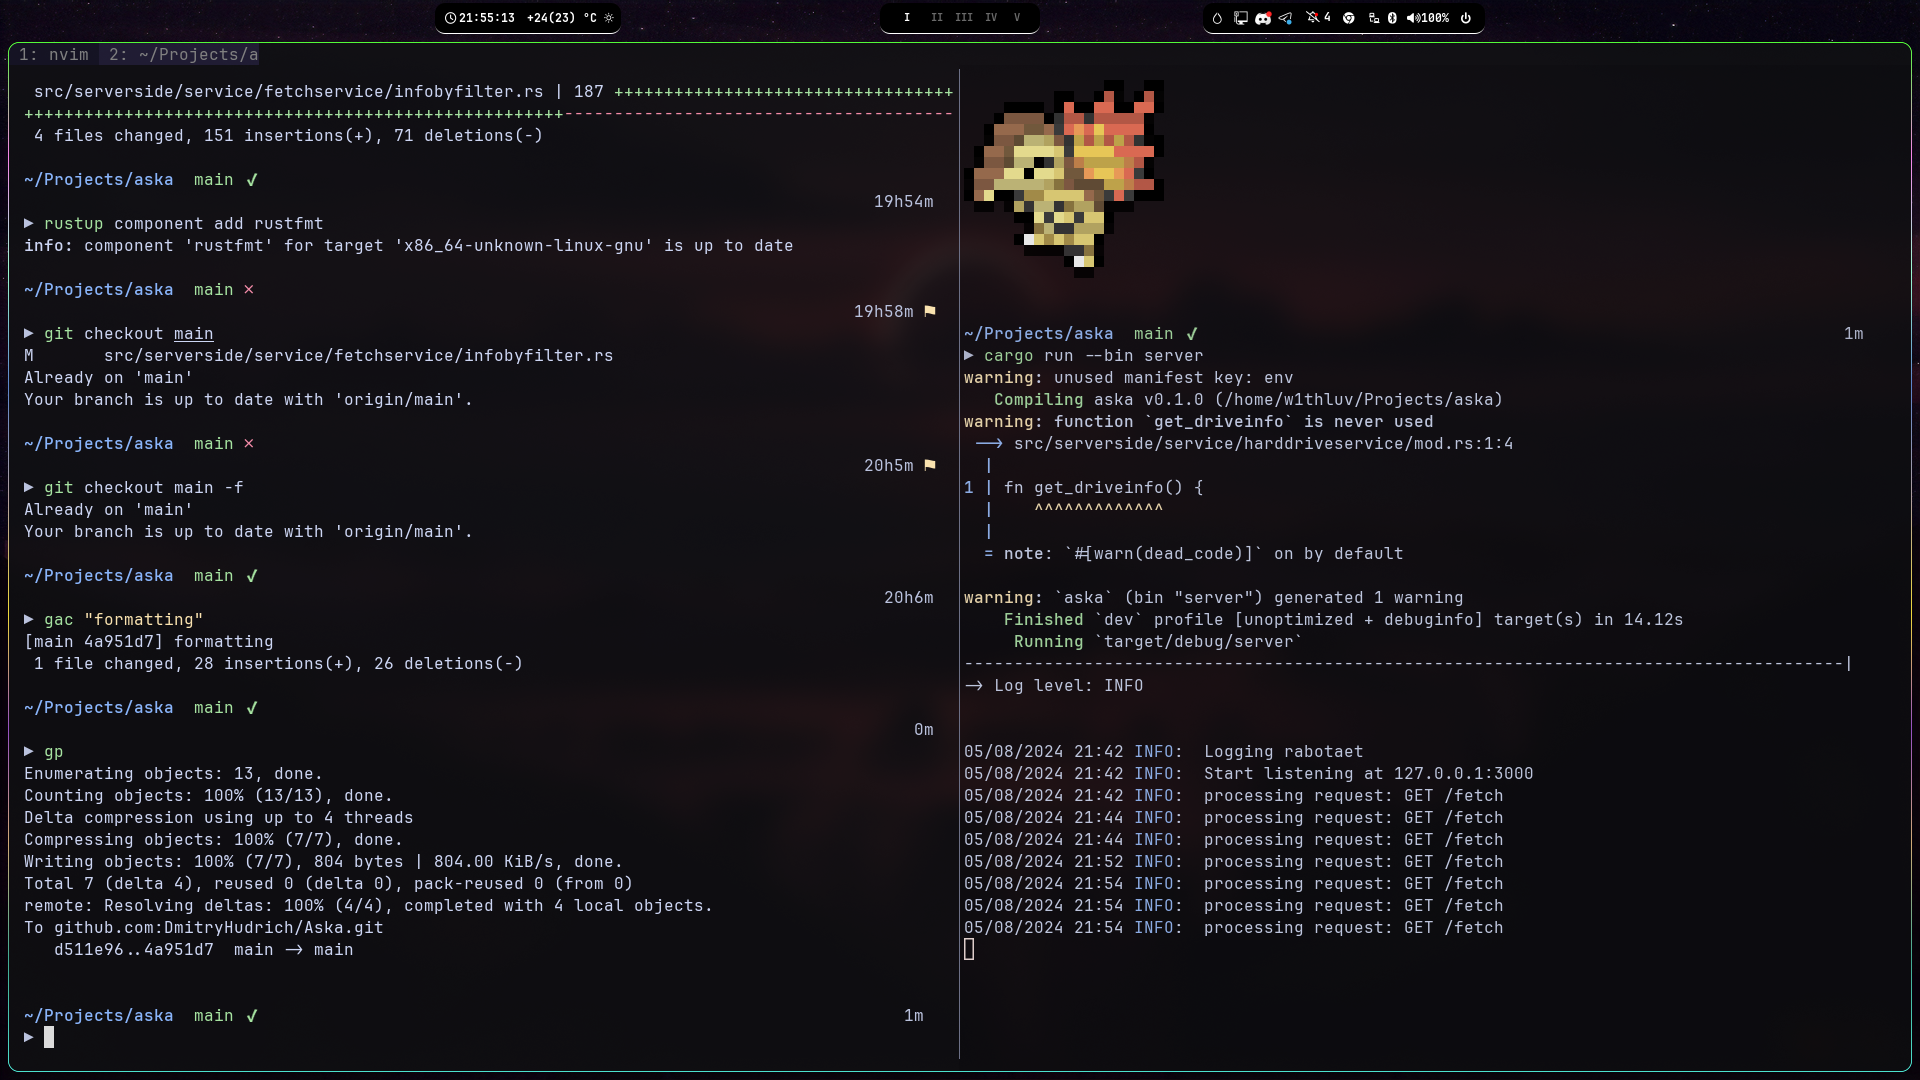 21:55:13 +24(23) °C
I II III IV V
4 100%
1: nvim 2: ~/Projects/a
src/serverside/service/fetchservice/infobyfilter.rs | 187 ++++++++++++++++++++++++++++++++++
++++++++++++++++++++++++++++++++++++++++++++++++++++++---------------------------------------
4 files changed, 151 insertions(+), 71 deletions(-)
~/Projects/aska main ✓
19h54m
▶ rustup component add rustfmt
info: component 'rustfmt' for target 'x86_64-unknown-linux-gnu' is up to date
~/Projects/aska main ×
19h58m
▶ git checkout main
M src/serverside/service/fetchservice/infobyfilter.rs
Already on 'main'
Your branch is up to date with 'origin/main'.
~/Projects/aska main ×
20h5m
▶ git checkout main -f
Already on 'main'
Your branch is up to date with 'origin/main'.
~/Projects/aska main ✓
20h6m
▶ gac "formatting"
[main 4a951d7] formatting
1 file changed, 28 insertions(+), 26 deletions(-)
~/Projects/aska main ✓
0m
▶ gp
Enumerating objects: 13, done.
Counting objects: 100% (13/13), done.
Delta compression using up to 4 threads
Compressing objects: 100% (7/7), done.
Writing objects: 100% (7/7), 804 bytes | 804.00 KiB/s, done.
Total 7 (delta 4), reused 0 (delta 0), pack-reused 0 (from 0)
remote: Resolving deltas: 100% (4/4), completed with 4 local objects.
To github.com:DmitryHudrich/Aska.git
d511e96..4a951d7 main -> main
~/Projects/aska main ✓ 1m
▶
~/Projects/aska main ✓ 1m
▶ cargo run --bin server
warning: unused manifest key: env
Compiling aska v0.1.0 (/home/w1thluv/Projects/aska)
warning: function `get_driveinfo` is never used
--> src/serverside/service/harddriveservice/mod.rs:1:4
|
1 | fn get_driveinfo() {
| ^^^^^^^^^^^^^
|
= note: `#[warn(dead_code)]` on by default
warning: `aska` (bin "server") generated 1 warning
Finished `dev` profile [unoptimized + debuginfo] target(s) in 14.12s
Running `target/debug/server`
----------------------------------------------------------------------------------------|
-> Log level: INFO
05/08/2024 21:42 INFO: Logging rabotaet
05/08/2024 21:42 INFO: Start listening at 127.0.0.1:3000
05/08/2024 21:42 INFO: processing request: GET /fetch
05/08/2024 21:44 INFO: processing request: GET /fetch
05/08/2024 21:44 INFO: processing request: GET /fetch
05/08/2024 21:52 INFO: processing request: GET /fetch
05/08/2024 21:54 INFO: processing request: GET /fetch
05/08/2024 21:54 INFO: processing request: GET /fetch
05/08/2024 21:54 INFO: processing request: GET /fetch